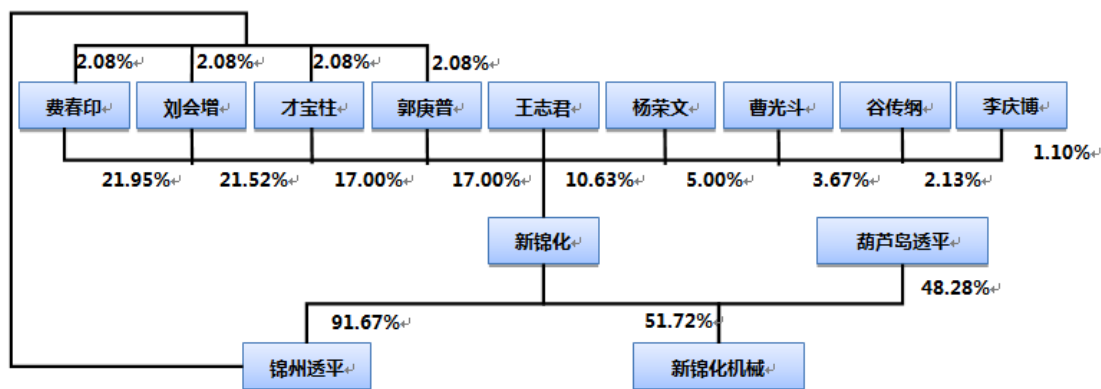 2.08% 2.08% 2.08% 2.08%
费春印 刘会增 才宝柱 郭庚普 王志君 杨荣文 曹光斗 谷传纲 李庆博
21.95% 21.52% 17.00% 17.00% 10.63% 5.00% 3.67% 2.13% 1.10%
新锦化 葫芦岛透平
48.28%
91.67% 51.72%
锦州透平 新锦化机械